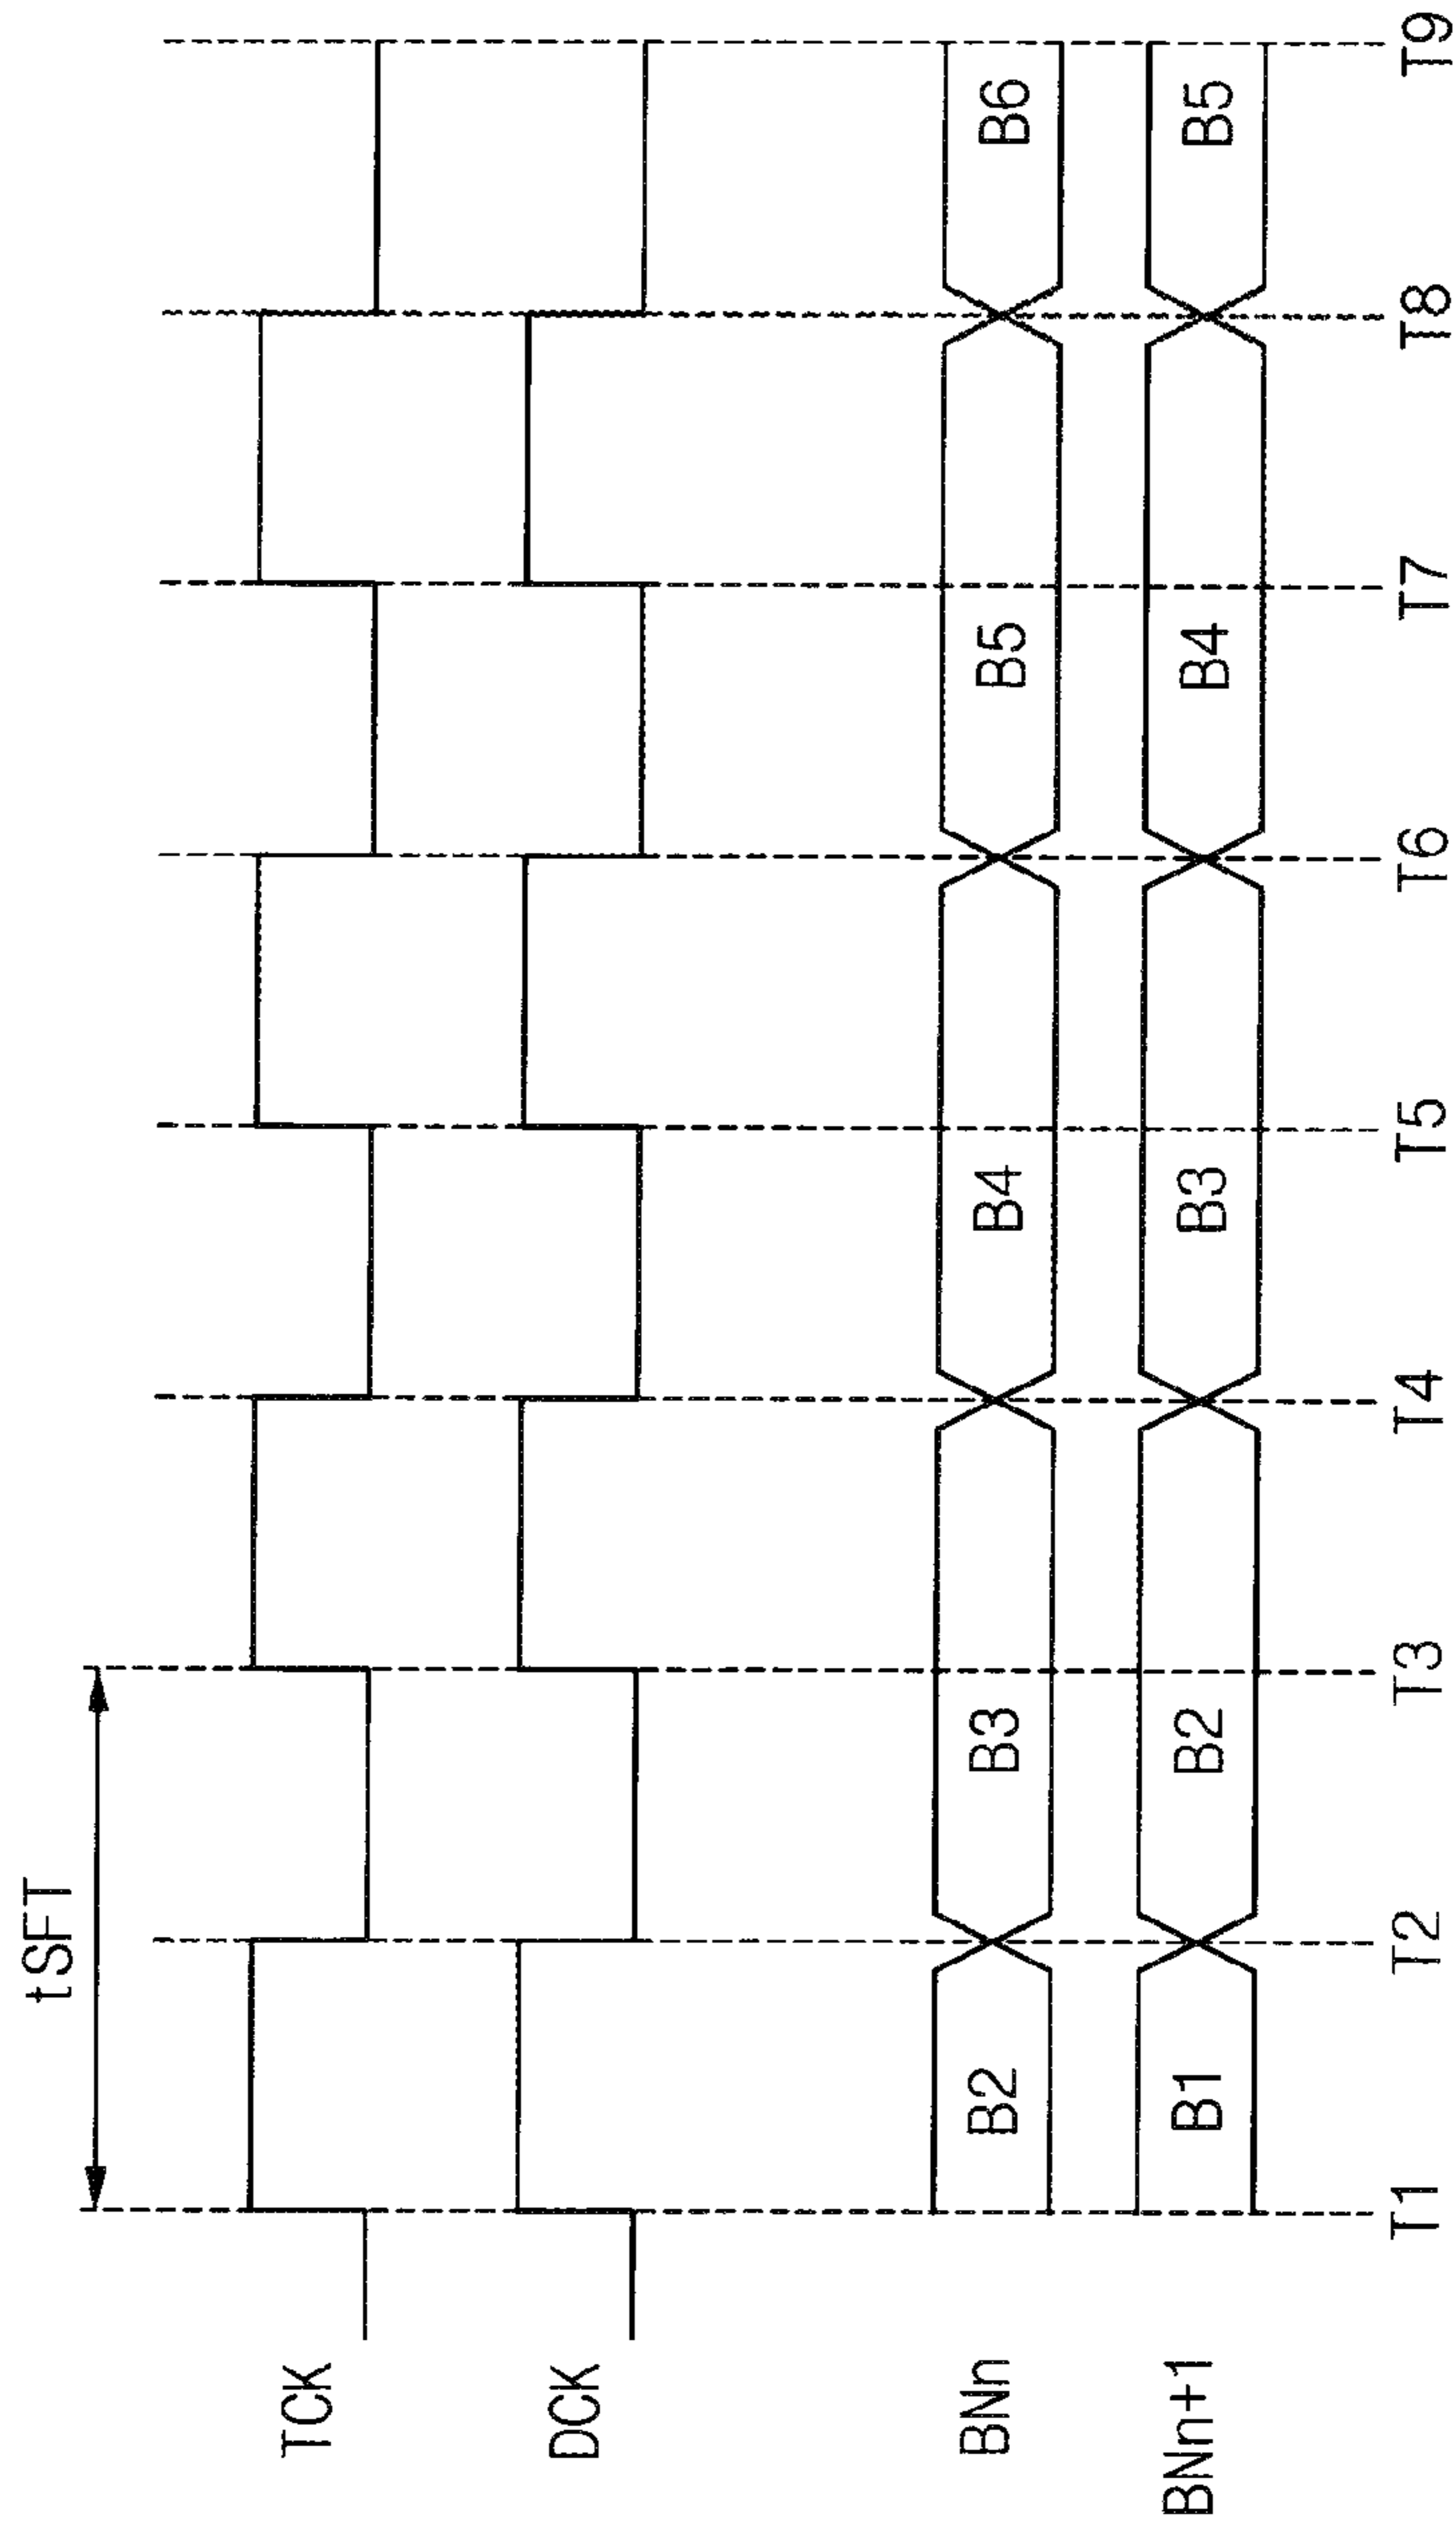 tSFT
TCK
DCK
BNn B2 B3 B4 B5 B6
BNn+1 B1 B2 B3 B4 B5
T1 T2 T3 T4 T5 T6 T7 T8 T9